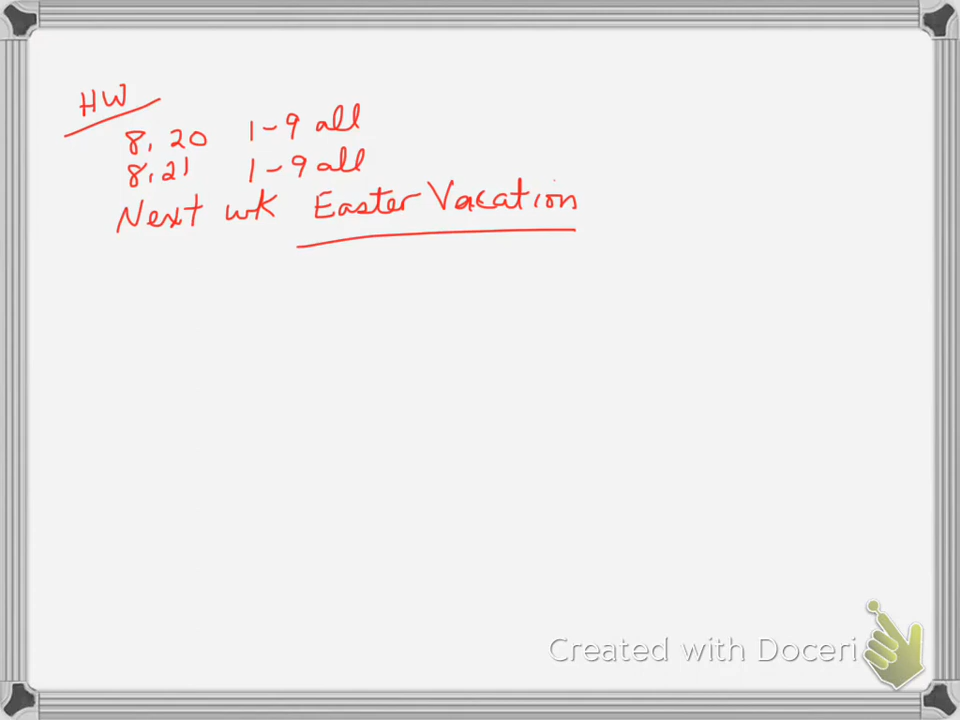 HW
8, 20 1-9 all
8, 21 1-9 all
Next wk Easter Vacation
Created with Doceri